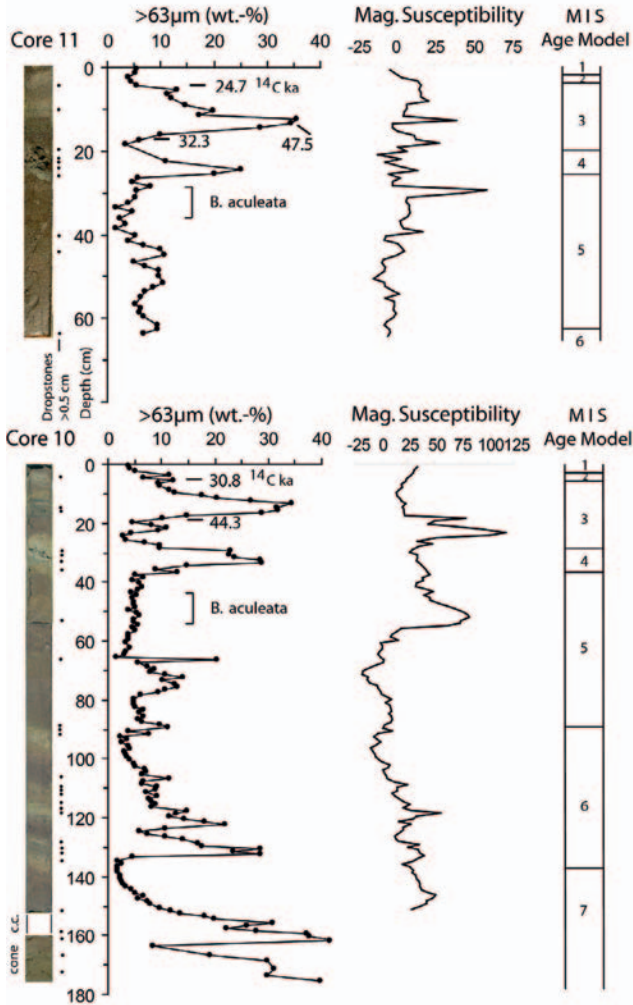 >63µm (wt.-%) Mag. Susceptibility M I S
Core 11 0 10 20 30 40 -25 0 25 50 75 Age Model
0
20
40
60
24.7 ¹⁴C ka
32.3
47.5
B. aculeata
1
2
3
4
5
6
Dropstones
>0,5 cm
Depth (cm)
>63µm (wt.-%) Mag. Susceptibility M I S
Core 10 0 10 20 30 40 -25 0 25 50 75 100 125 Age Model
0
20
40
60
80
100
120
140
160
180
30.8 ¹⁴C ka
44.3
B. aculeata
1
2
3
4
5
6
7
c.c.
cone